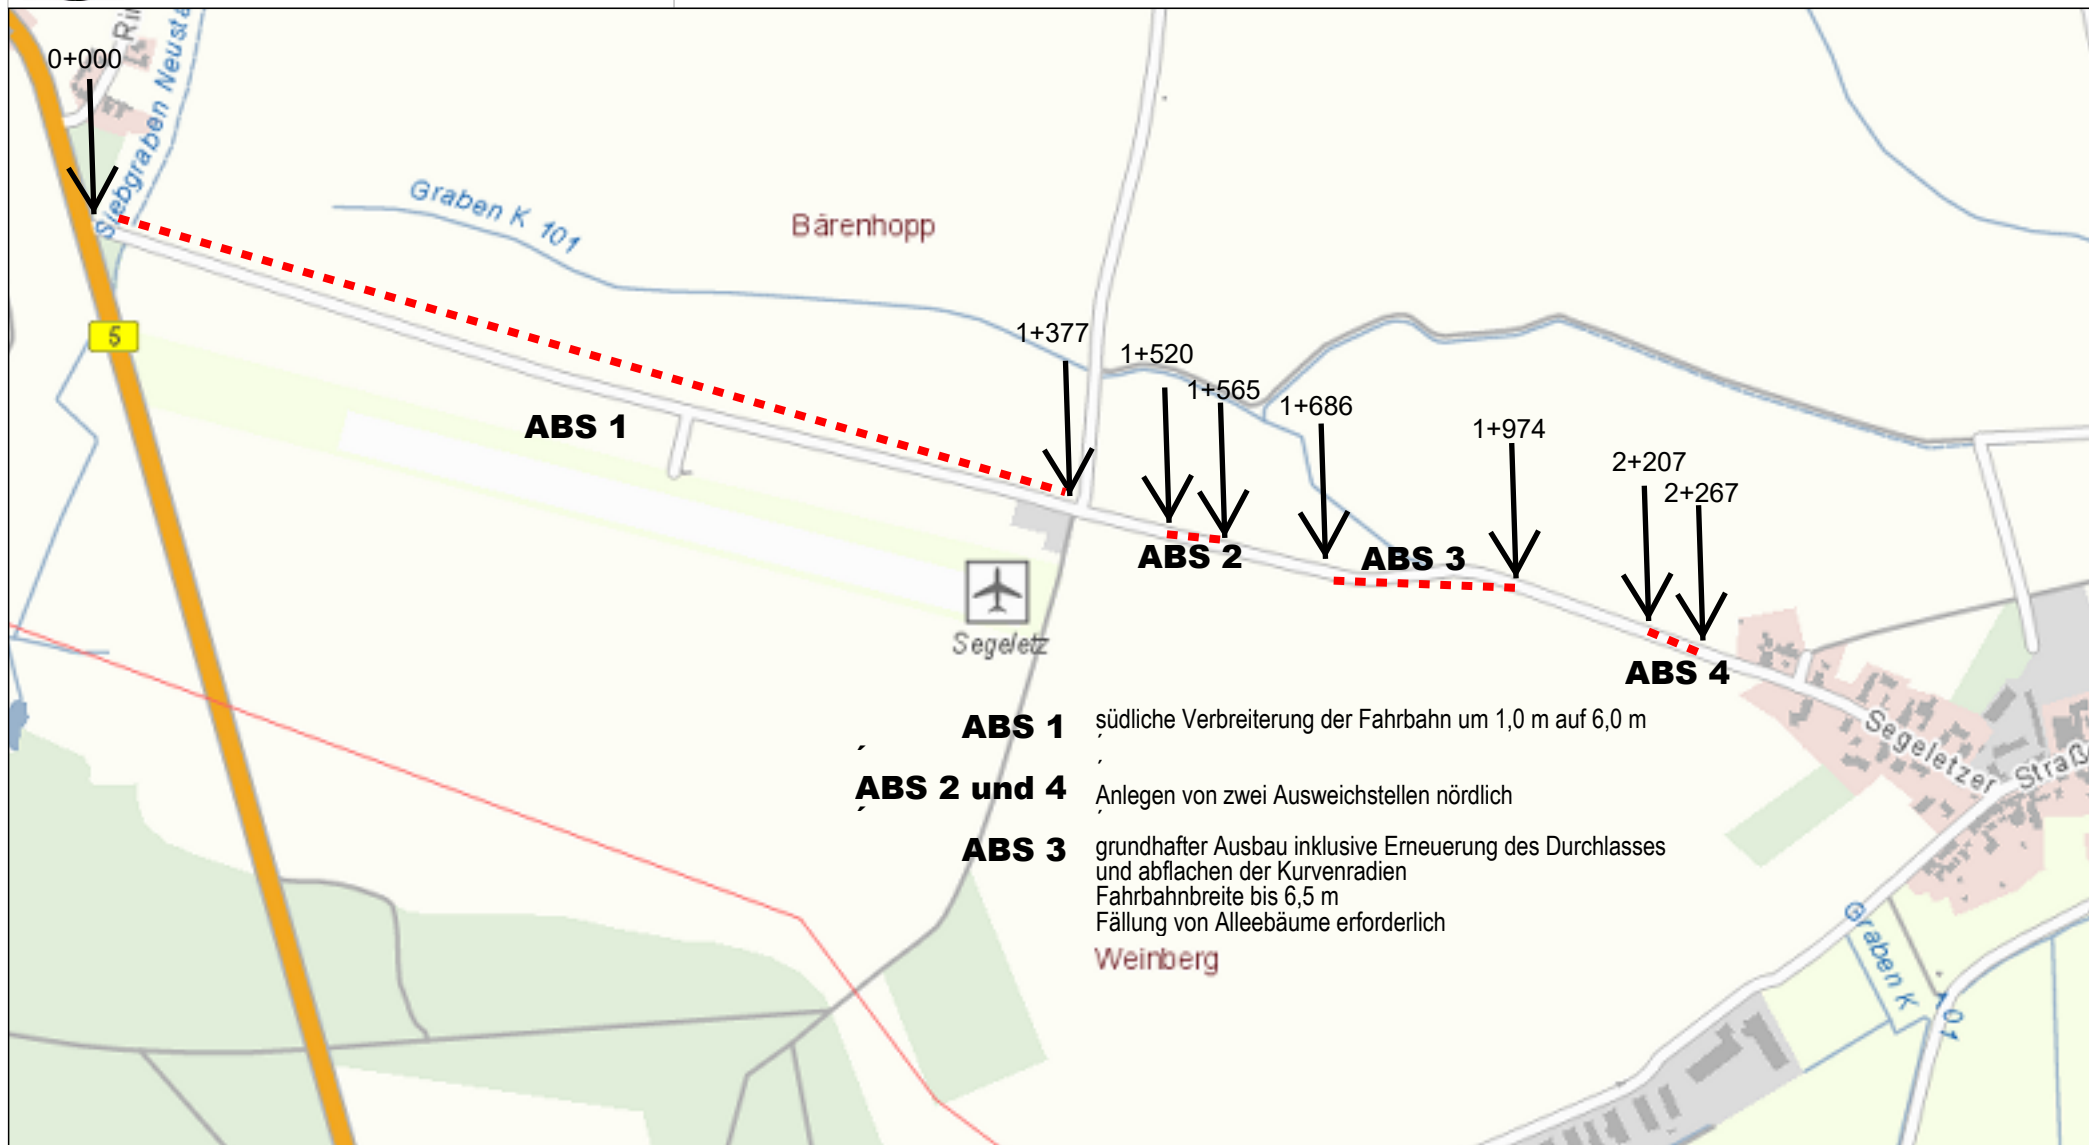 0+000
Siebgraben
Graben K 101
Bärenhopp
5
1+377
1+520
1+565
1+686
1+974
2+207
2+267
ABS 1
ABS 2
ABS 3
ABS 4
Segeletz
ABS 1 südliche Verbreiterung der Fahrbahn um 1,0 m auf 6,0 m
ABS 2 und 4 Anlegen von zwei Ausweichstellen nördlich
ABS 3 grundhafter Ausbau inklusive Erneuerung des Durchlasses
und abflachen der Kurvenradien
Fahrbahnbreite bis 6,5 m
Fällung von Alleebäume erforderlich
Weinberg
Segeletzer
Graben K